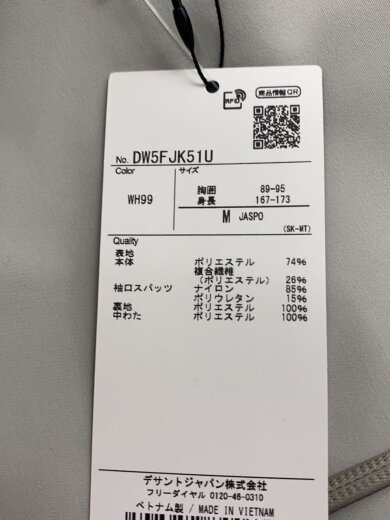 RFID 商品情報QR
No. DW5FJK51U
Color サイズ
WH99
胸囲 89-95
身長 167-173
M JASPO
(SK-MT)
Quality
表地
本体 ポリエステル 74%
複合繊維
(ポリエステル) 26%
袖口スパッツ ナイロン 85%
ポリウレタン 15%
裏地 ポリエステル 100%
中わた ポリエステル 100%
デサントジャパン株式会社
フリーダイヤル 0120-46-0310
ベトナム製 / MADE IN VIETNAM